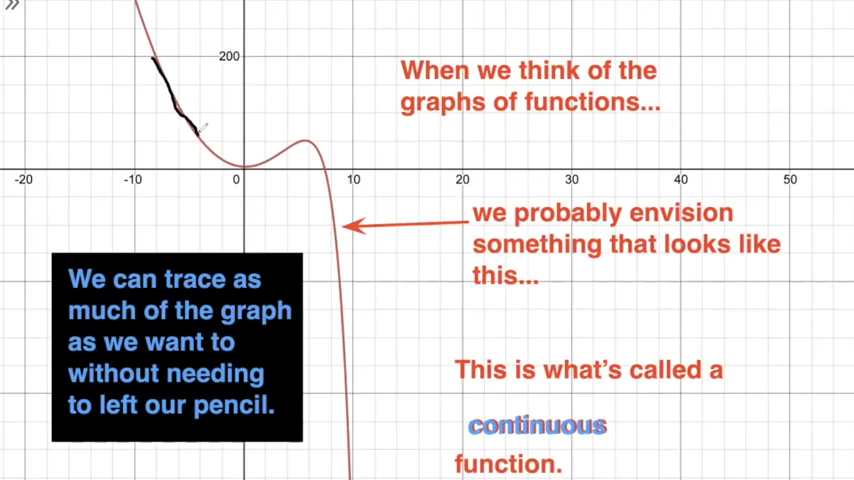 »
200
When we think of the
graphs of functions...
-20 -10 0 10 20 30 40 50
we probably envision
something that looks like
this...
We can trace as
much of the graph
as we want to
without needing
to left our pencil.
This is what's called a
continuous
function.